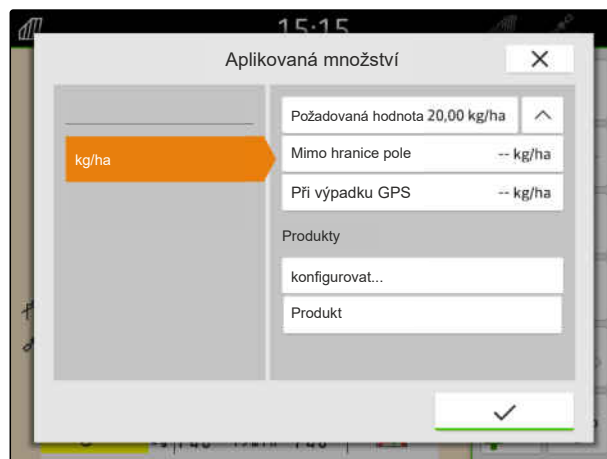 15:15
Aplikovaná množství
kg/ha
Požadovaná hodnota 20,00 kg/ha
Mimo hranice pole -- kg/ha
Při výpadku GPS -- kg/ha
Produkty
konfigurovat...
Produkt